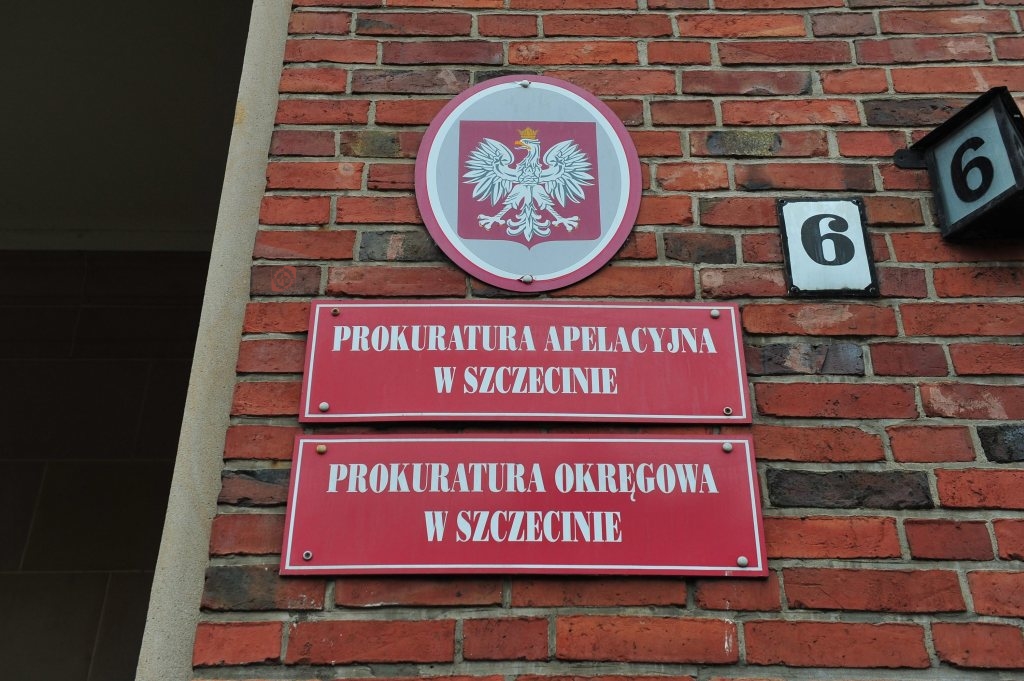 6
6
PROKURATURA APELACYJNA
W SZCZECINIE
PROKURATURA OKRĘGOWA
W SZCZECINIE